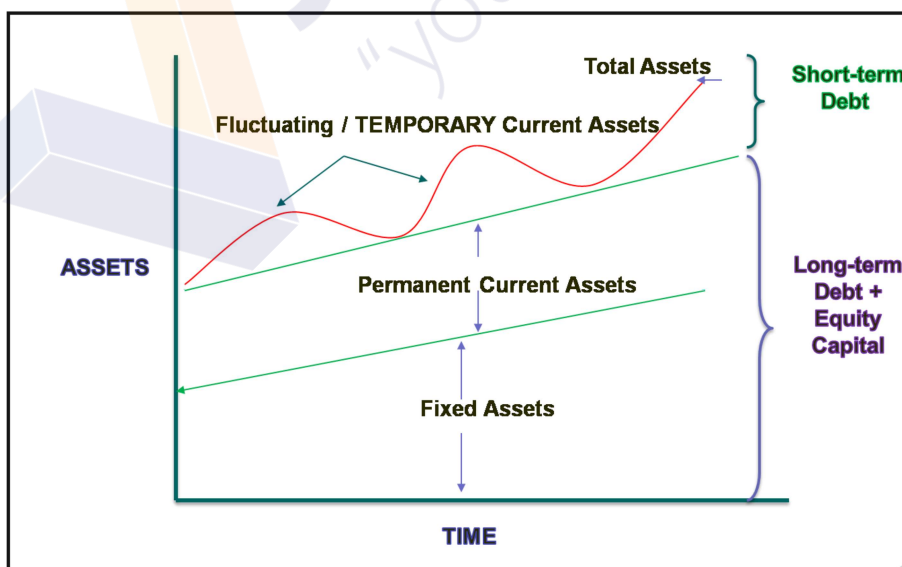 "you
Total Assets
Short-term
Debt
Fluctuating / TEMPORARY Current Assets
ASSETS
Permanent Current Assets
Long-term
Debt +
Equity
Capital
Fixed Assets
TIME